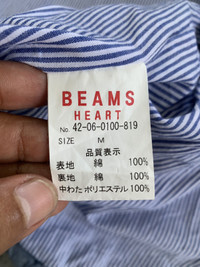 BEAMS
HEART
No. 42-06-0100-819
SIZE M
品質表示
表地 綿 100%
裏地 綿 100%
中わた ポリエステル 100%